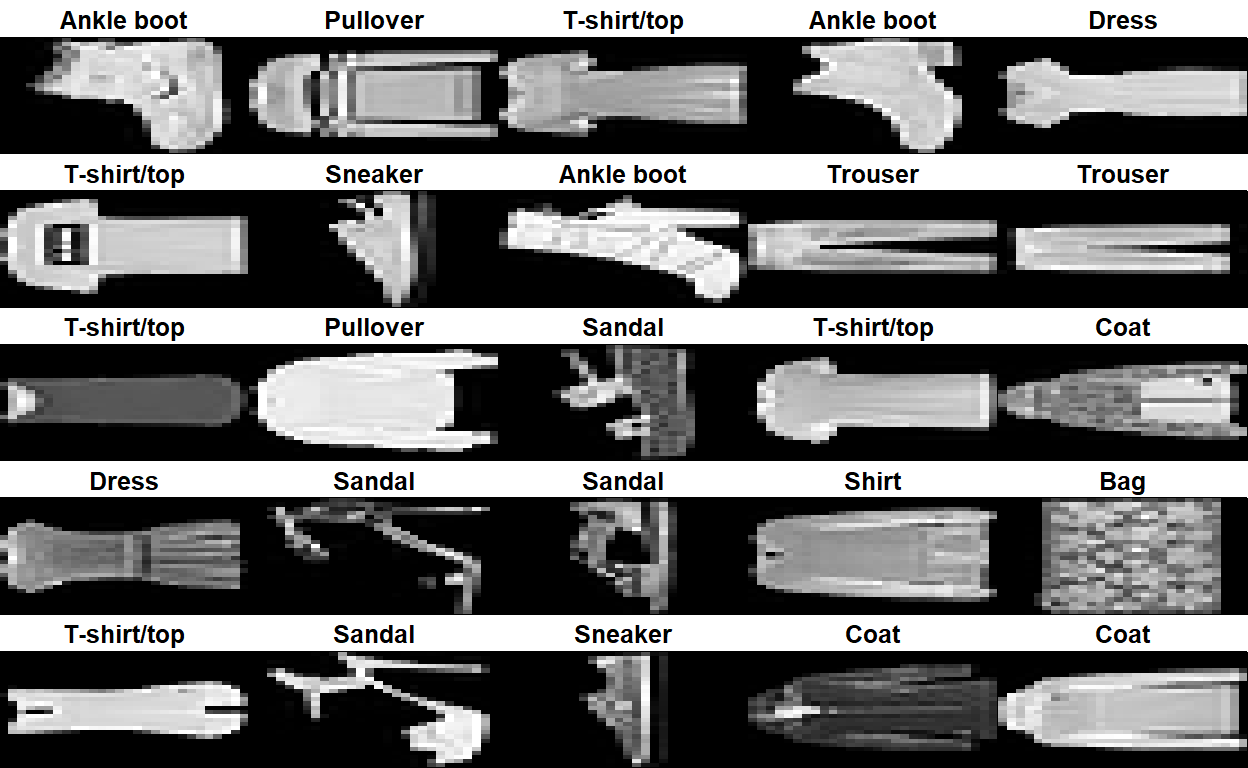 Ankle boot Pullover T-shirt/top Ankle boot Dress
T-shirt/top Sneaker Ankle boot Trouser Trouser
T-shirt/top Pullover Sandal T-shirt/top Coat
Dress Sandal Sandal Shirt Bag
T-shirt/top Sandal Sneaker Coat Coat